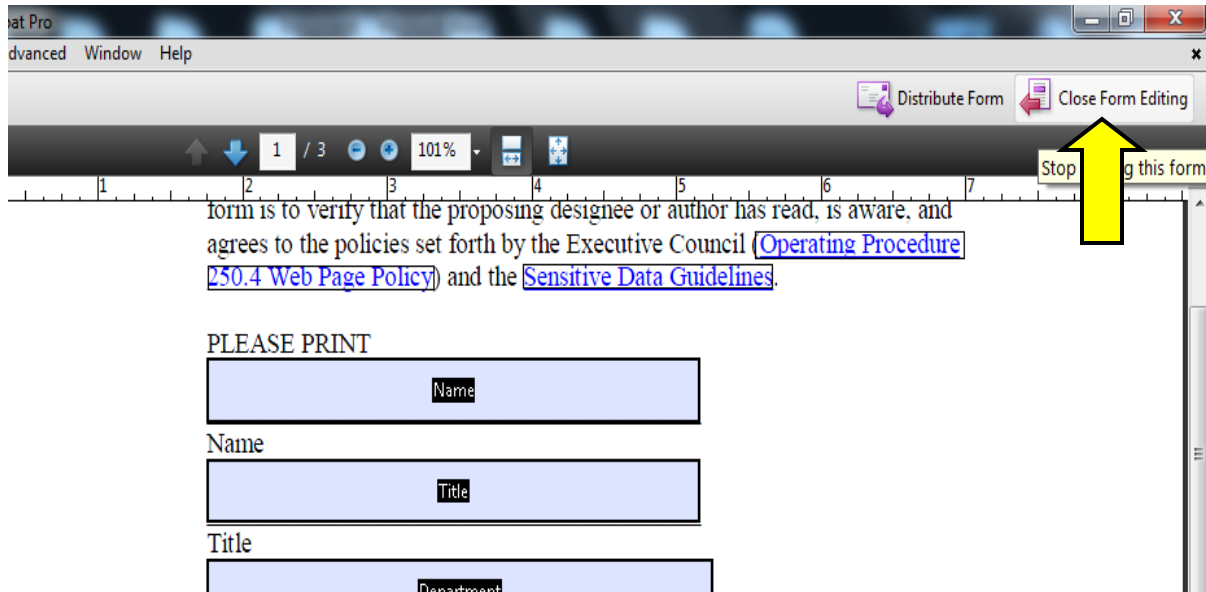 at Pro
dvanced Window Help
Distribute Form Close Form Editing
1 / 3 101%
Stop g this form
1 2 3 4 5 6 7
form is to verify that the proposing designee or author has read, is aware, and
agrees to the policies set forth by the Executive Council (Operating Procedure
250.4 Web Page Policy) and the Sensitive Data Guidelines.
PLEASE PRINT
Name
Name
Title
Title
Department